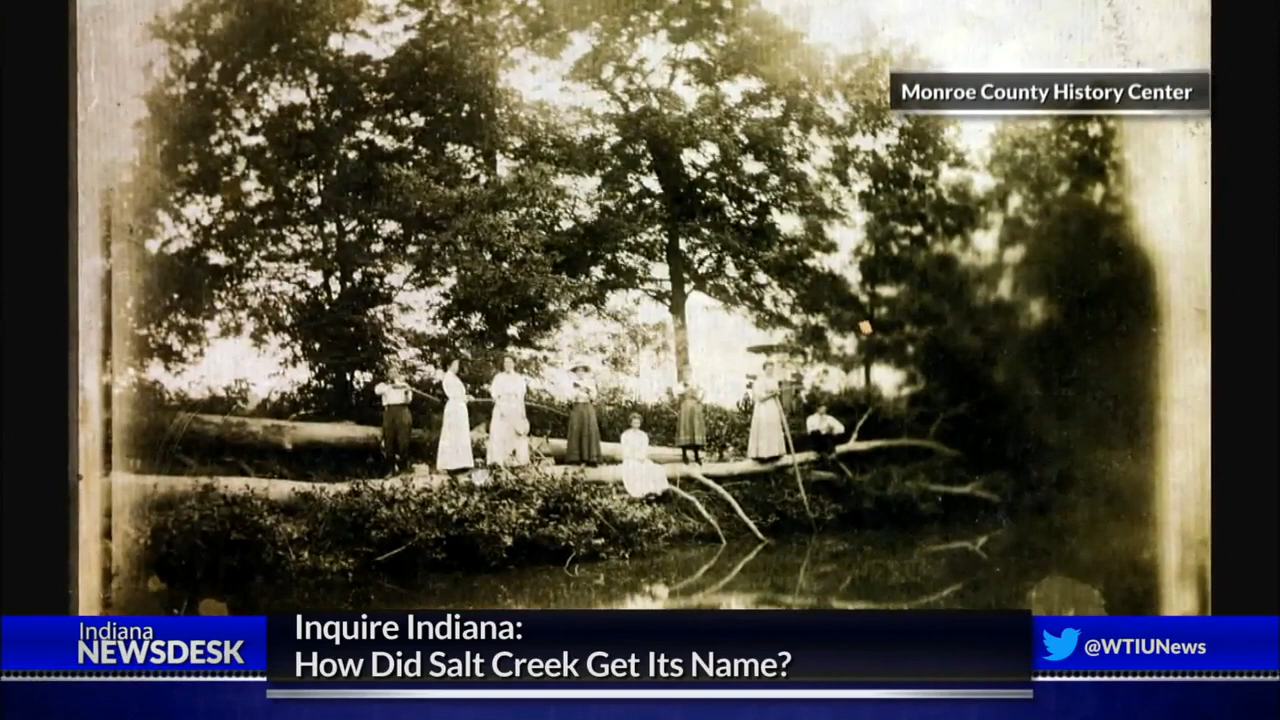 Monroe County History Center
Indiana
NEWSDESK
Inquire Indiana:
How Did Salt Creek Get Its Name?
@WTIUNews